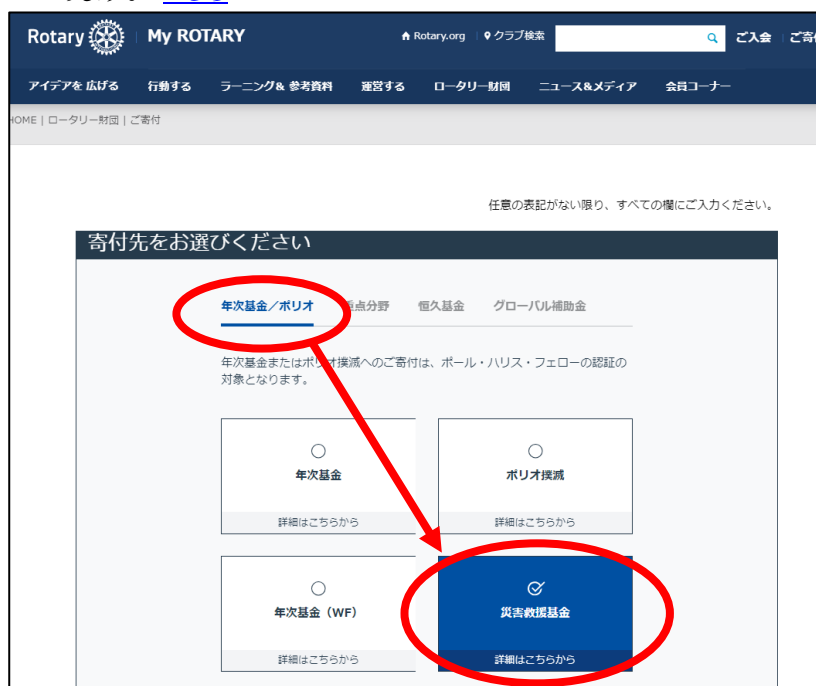 Rotary My ROTARY Rotary.org クラブ検索 ご入会 ご寄
アイデアを 広げる 行動する ラーニング& 参考資料 運営する ロータリー財団 ニュース&メディア 会員コーナー
HOME | ロータリー財団 | ご寄付
任意の表記がない限り、すべての欄にご入力ください。
寄付先をお選びください
年次基金/ポリオ 重点分野 恒久基金 グローバル補助金
年次基金またはポリオ撲滅へのご寄付は、ポール・ハリス・フェローの認証の
対象となります。
年次基金 ポリオ撲滅
詳細はこちらから 詳細はこちらから
年次基金(WF) 災害救援基金
詳細はこちらから 詳細はこちらから